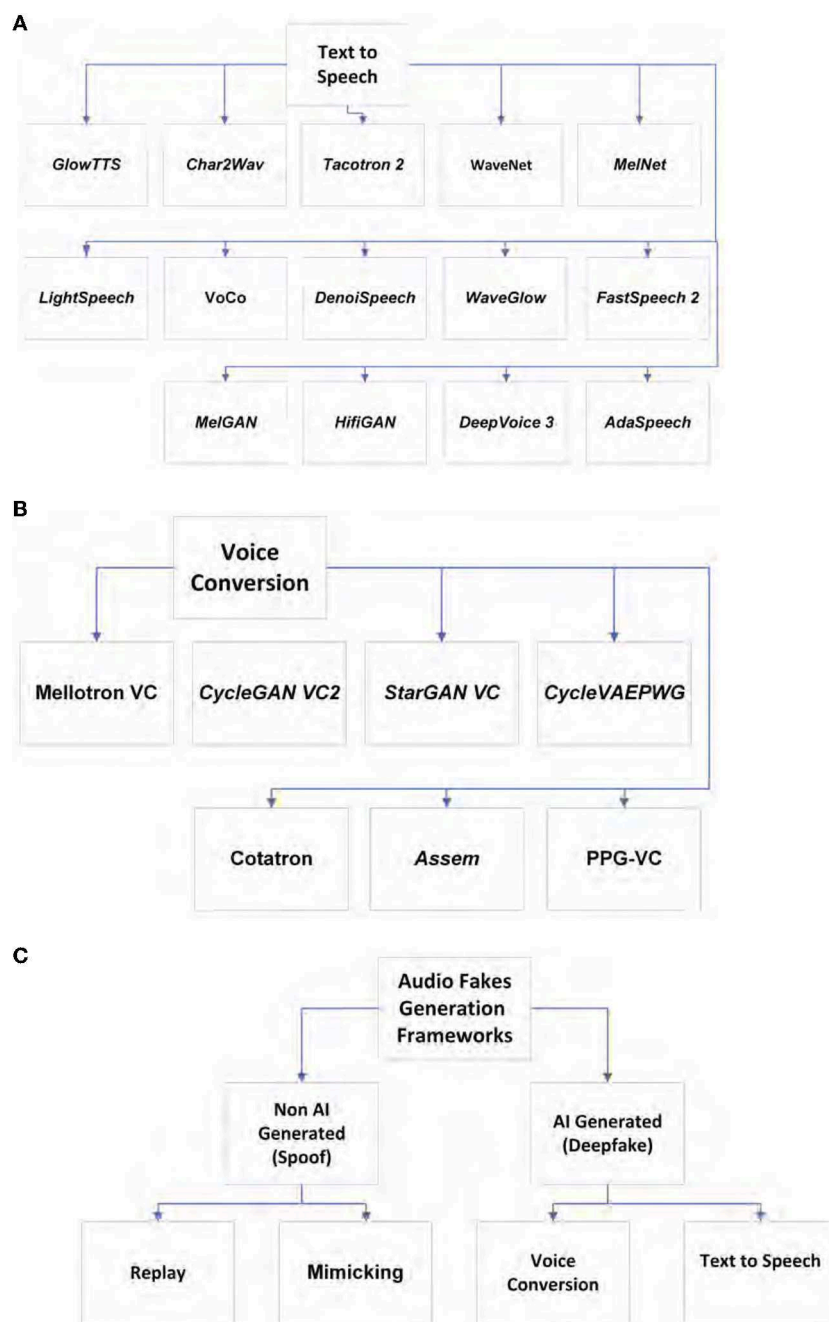 A
Text to
Speech
GlowTTS
Char2Wav
Tacotron 2
WaveNet
MelNet
LightSpeech
VoCo
DenoiSpeech
WaveGlow
FastSpeech 2
MelGAN
HifiGAN
DeepVoice 3
AdaSpeech
B
Voice
Conversion
Mellotron VC
CycleGAN VC2
StarGAN VC
CycleVAEPWG
Cotatron
Assem
PPG-VC
C
Audio Fakes
Generation
Frameworks
Non AI
Generated
(Spoof)
AI Generated
(Deepfake)
Replay
Mimicking
Voice
Conversion
Text to Speech